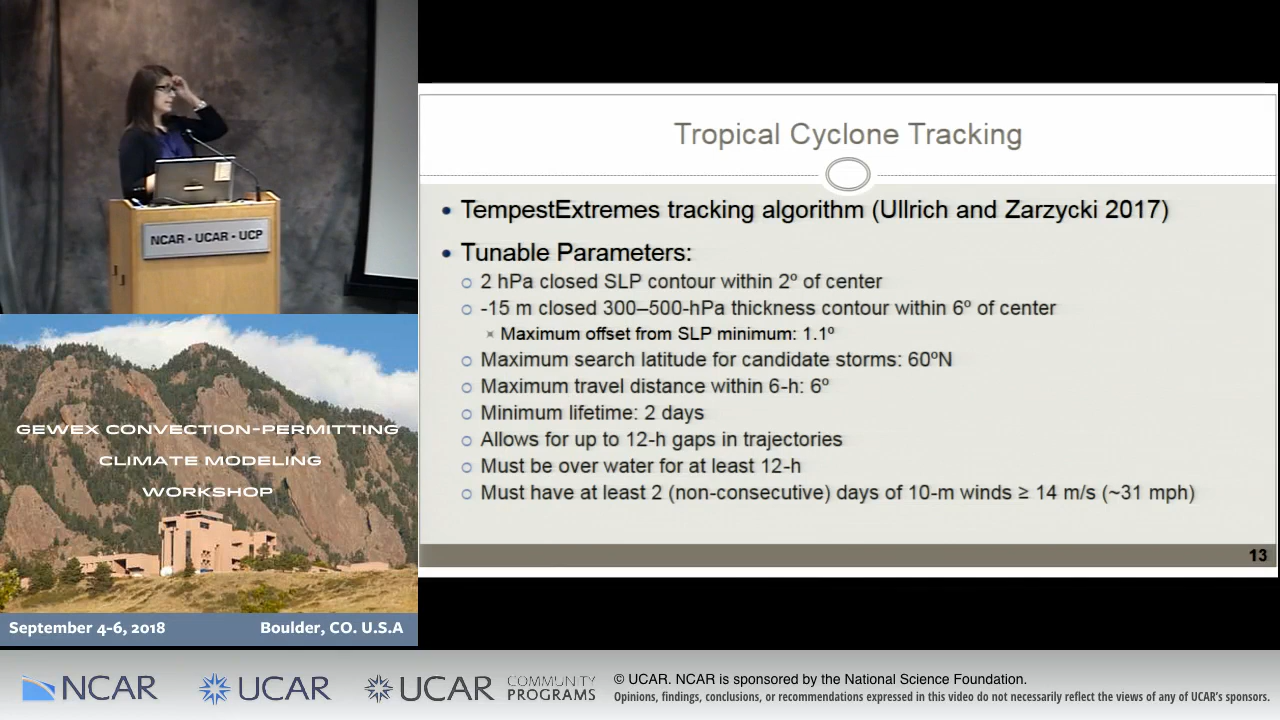 NCAR • UCAR • UCP
GEWEX CONVECTION-PERMITTING
CLIMATE MODELING
WORKSHOP
September 4-6, 2018
Boulder, CO. U.S.A
Tropical Cyclone Tracking
• TempestExtremes tracking algorithm (Ullrich and Zarzycki 2017)
• Tunable Parameters:
○ 2 hPa closed SLP contour within 2º of center
○ -15 m closed 300–500-hPa thickness contour within 6º of center
× Maximum offset from SLP minimum: 1.1º
○ Maximum search latitude for candidate storms: 60ºN
○ Maximum travel distance within 6-h: 6º
○ Minimum lifetime: 2 days
○ Allows for up to 12-h gaps in trajectories
○ Must be over water for at least 12-h
○ Must have at least 2 (non-consecutive) days of 10-m winds ≥ 14 m/s (~31 mph)
13
NCAR
UCAR
UCAR
COMMUNITY
PROGRAMS
© UCAR. NCAR is sponsored by the National Science Foundation.
Opinions, findings, conclusions, or recommendations expressed in this video do not necessarily reflect the views of any of UCAR's sponsors.